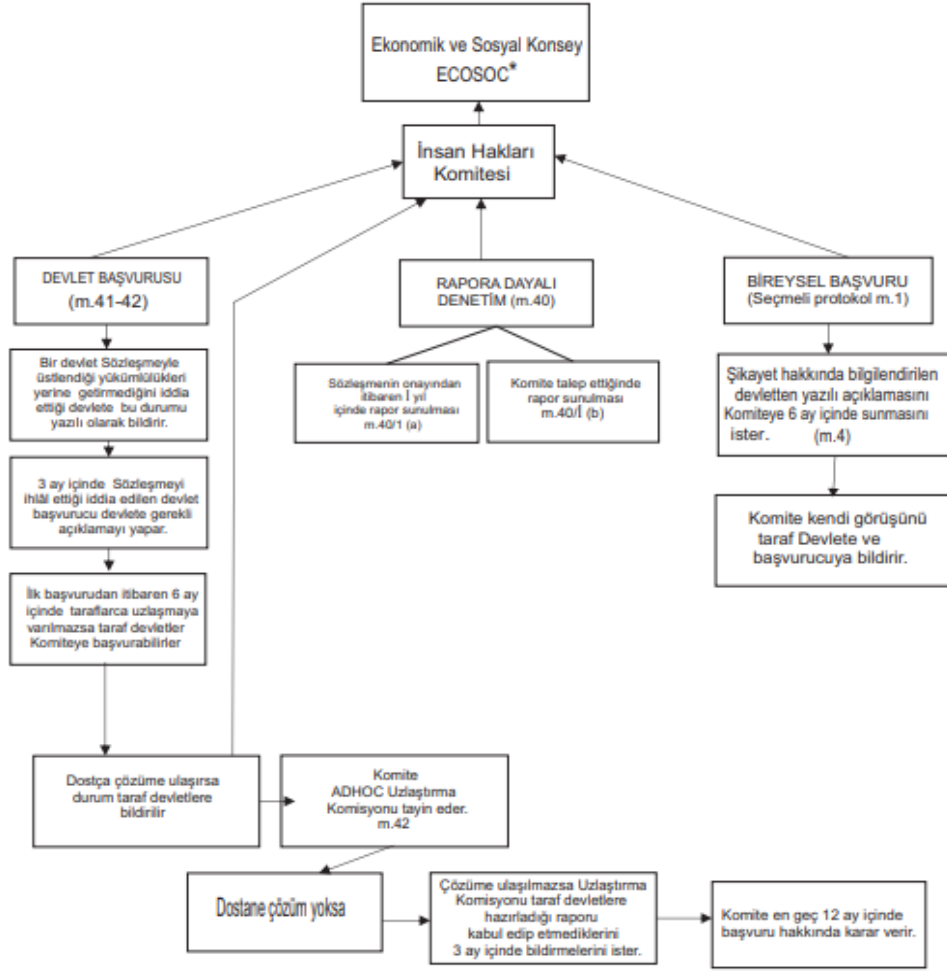 Ekonomik ve Sosyal Konsey
ECOSOC*
İnsan Hakları
Komitesi
DEVLET BAŞVURUSU
(m.41-42)
Bir devlet Sözleşmeyle
üstlendiği yükümlülükleri
yerine getirmediğini iddia
ettiği devlete bu durumu
yazılı olarak bildirir.
3 ay içinde Sözleşmeyi
ihlâl ettiği iddia edilen devlet
başvurucu devlete gerekli
açıklamayı yapar.
İlk başvurudan itibaren 6 ay
içinde taraflarca uzlaşmaya
varılmazsa taraf devletler
Komiteye başvurabilirler
RAPORA DAYALI
DENETİM (m.40)
Sözleşmenin onayından
itibaren İ yıl
içinde rapor sunulması
m.40/1 (a)
Komite talep ettiğinde
rapor sunulması
m.40/İ (b)
BİREYSEL BAŞVURU
(Seçmeli protokol m.1)
Şikayet hakkında bilgilendirilen
devletten yazılı açıklamasını
Komiteye 6 ay içinde sunmasını
ister. (m.4)
Komite kendi görüşünü
taraf Devlete ve
başvurucuya bildirir.
Dostça çözüme ulaşırsa
durum taraf devletlere
bildirilir
Komite
ADHOC Uzlaştırma
Komisyonu tayin eder.
m.42
Dostane çözüm yoksa
Çözüme ulaşılmazsa Uzlaştırma
Komisyonu taraf devletlere
hazırladığı raporu
kabul edip etmediklerini
3 ay içinde bildirmelerini ister.
Komite en geç 12 ay içinde
başvuru hakkında karar verir.